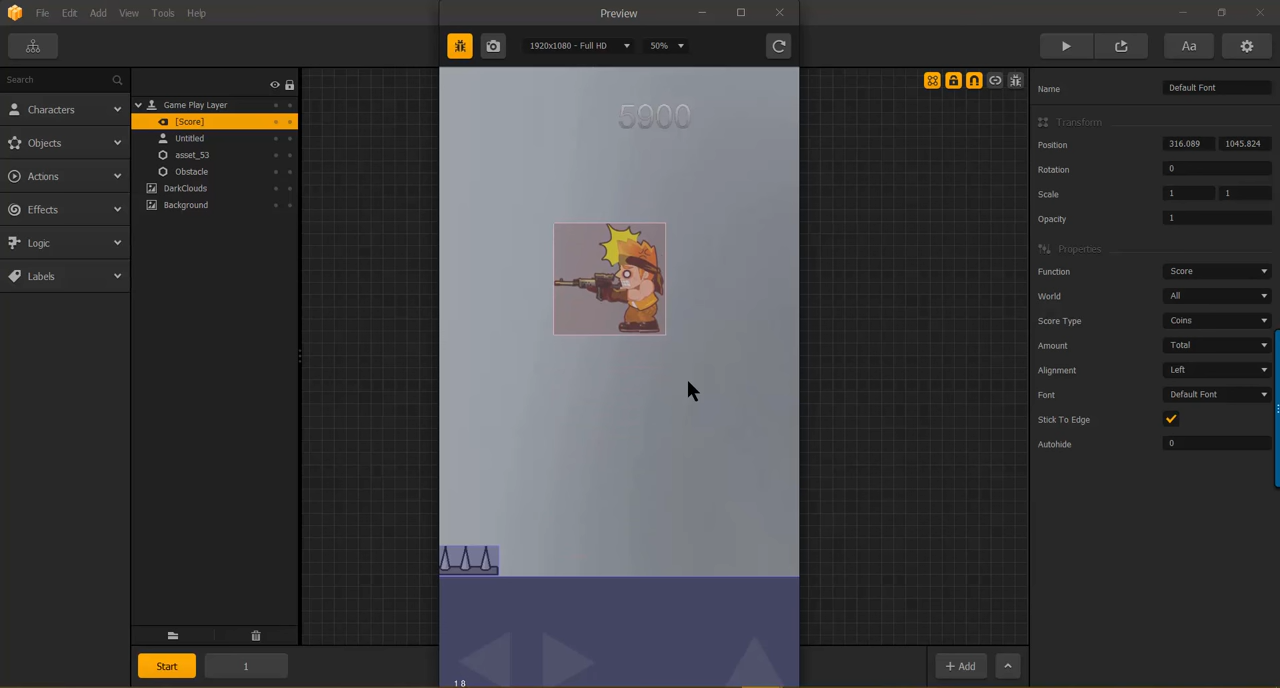 File Edit Add View Tools Help
Preview
1920x1080 - Full HD 50%
Aa
Search
Characters
Objects
Actions
Effects
Logic
Labels
Game Play Layer
[Score]
Untitled
asset_53
Obstacle
DarkClouds
Background
5900
1 8
Start 1
+ Add
Name Default Font
Transform
Position 316.089 1045.824
Rotation 0
Scale 1 1
Opacity 1
Properties
Function Score
World All
Score Type Coins
Amount Total
Alignment Left
Font Default Font
Stick To Edge
Autohide 0